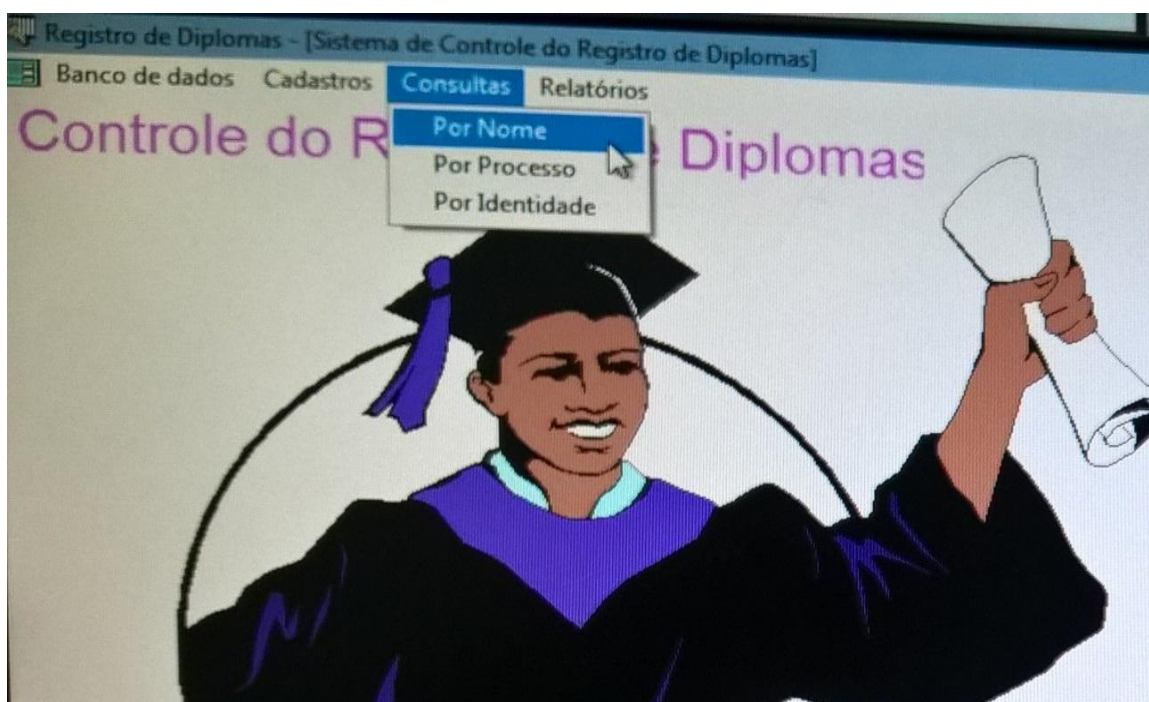 Registro de Diplomas - [Sistema de Controle do Registro de Diplomas]
Banco de dados Cadastros Consultas Relatórios
Controle do R
Diplomas
Por Nome
Por Processo
Por Identidade